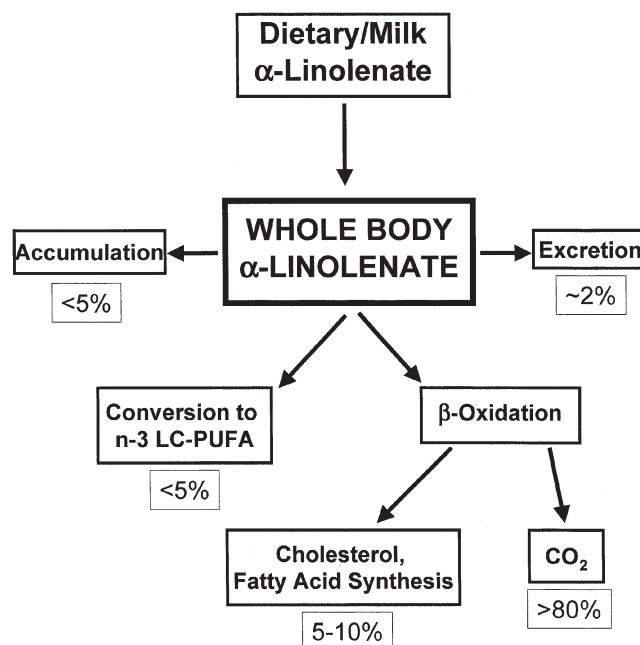 Dietary/Milk
α-Linolenate
WHOLE BODY
α-LINOLENATE
Accumulation
<5%
Excretion
~2%
Conversion to
n-3 LC-PUFA
<5%
β-Oxidation
Cholesterol,
Fatty Acid Synthesis
5-10%
CO₂
>80%